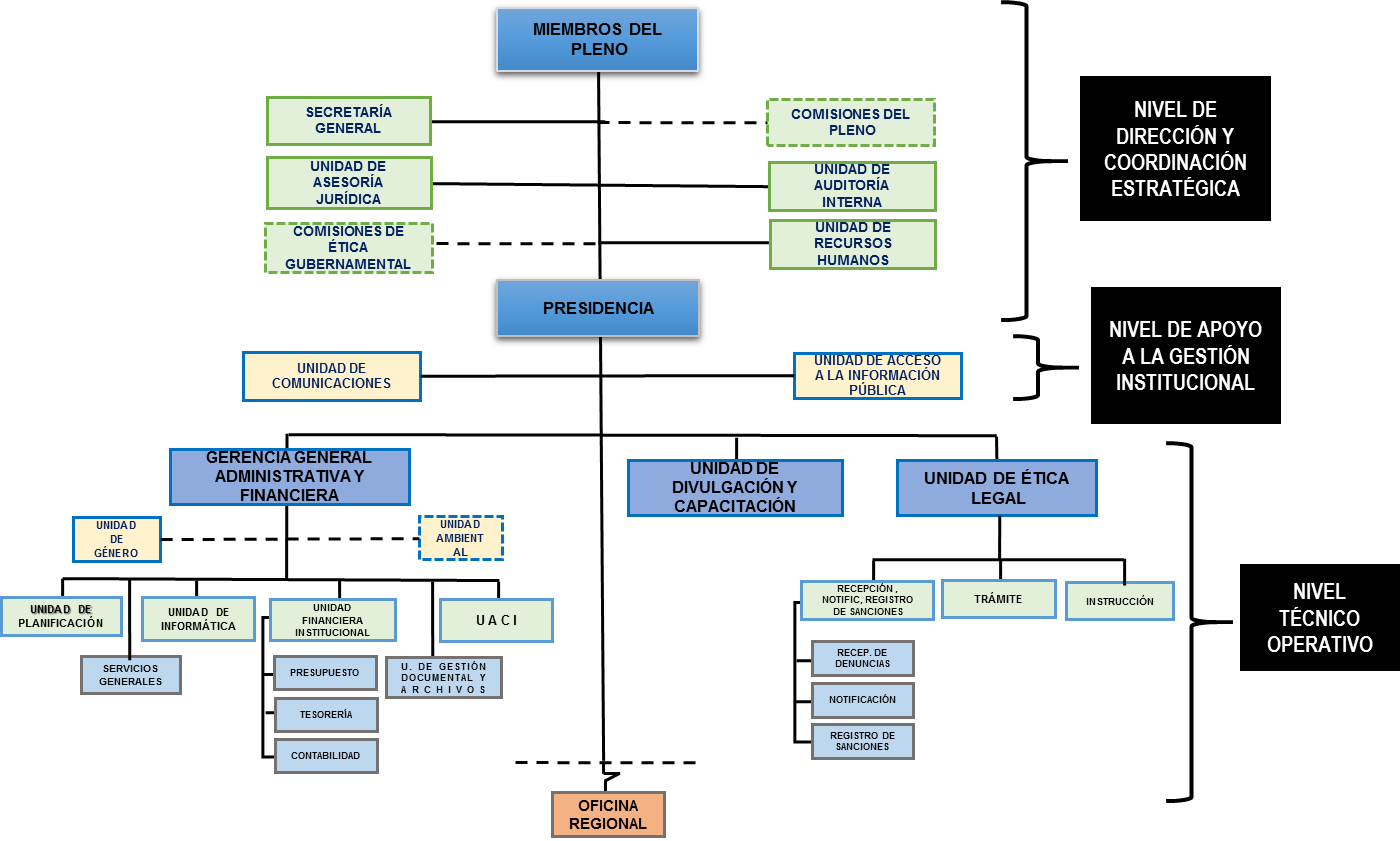 MIEMBROS DEL
PLENO
SECRETARÍA
GENERAL
COMISIONES DEL
PLENO
UNIDAD DE
ASESORÍA
JURÍDICA
UNIDAD DE
AUDITORÍA
INTERNA
COMISIONES DE
ÉTICA
GUBERNAMENTAL
UNIDAD DE
RECURSOS
HUMANOS
NIVEL DE
DIRECCIÓN Y
COORDINACIÓN
ESTRATÉGICA
PRESIDENCIA
UNIDAD DE
COMUNICACIONES
UNIDAD DE ACCESO
A LA INFORMACIÓN
PÚBLICA
NIVEL DE APOYO
A LA GESTIÓN
INSTITUCIONAL
GERENCIA GENERAL
ADMINISTRATIVA Y
FINANCIERA
UNIDAD DE
DIVULGACIÓN Y
CAPACITACIÓN
UNIDAD DE ÉTICA
LEGAL
UNIDAD
DE
GÉNERO
UNIDAD
AMBIENT
AL
UNIDAD DE
PLANIFICACIÓN
UNIDAD DE
INFORMÁTICA
UNIDAD
FINANCIERA
INSTITUCIONAL
U A C I
SERVICIOS
GENERALES
PRESUPUESTO
TESORERÍA
CONTABILIDAD
U. DE GESTIÓN
DOCUMENTAL Y
A R C H I V O S
RECEPCIÓN ,
NOTIFIC, REGISTRO
DE SANCIONES
TRÁMITE
INSTRUCCIÓN
RECEP. DE
DENUNCIAS
NOTIFICACIÓN
REGISTRO DE
SANCIONES
NIVEL
TÉCNICO
OPERATIVO
OFICINA
REGIONAL